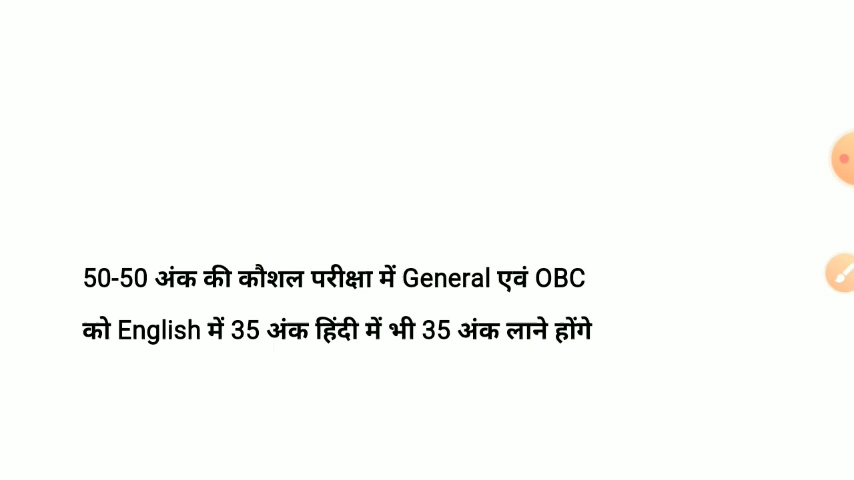 50-50 अंक की कौशल परीक्षा में General एवं OBC
को English में 35 अंक हिंदी में भी 35 अंक लाने होंगे